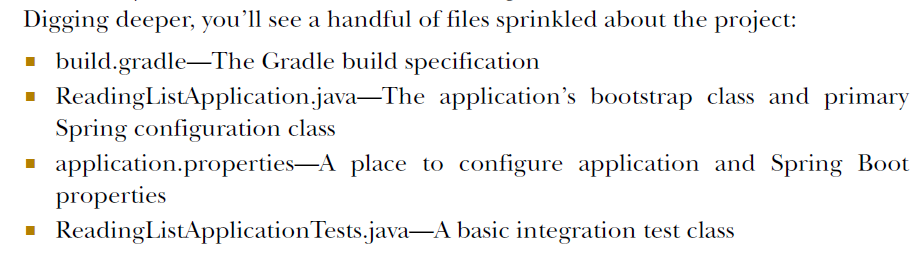 Digging deeper, you’ll see a handful of files sprinkled about the project:
■ build.gradle—The Gradle build specification
■ ReadingListApplication.java—The application’s bootstrap class and primary
Spring configuration class
■ application.properties—A place to configure application and Spring Boot
properties
■ ReadingListApplicationTests.java—A basic integration test class